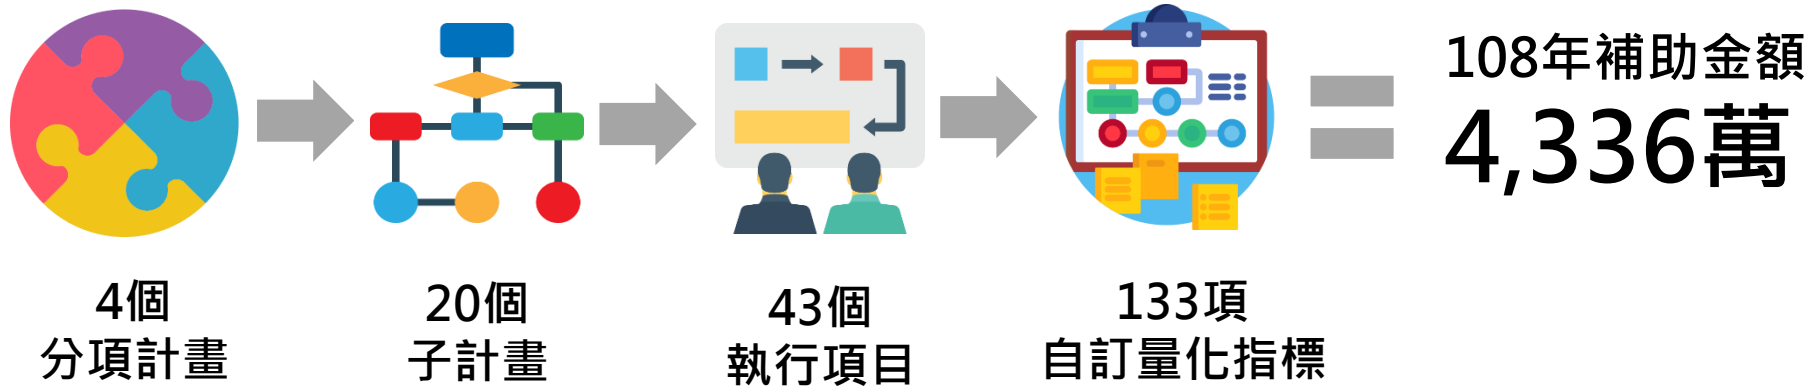 4個
分項計畫
20個
子計畫
43個
執行項目
133項
自訂量化指標
108年補助金額
4,336萬